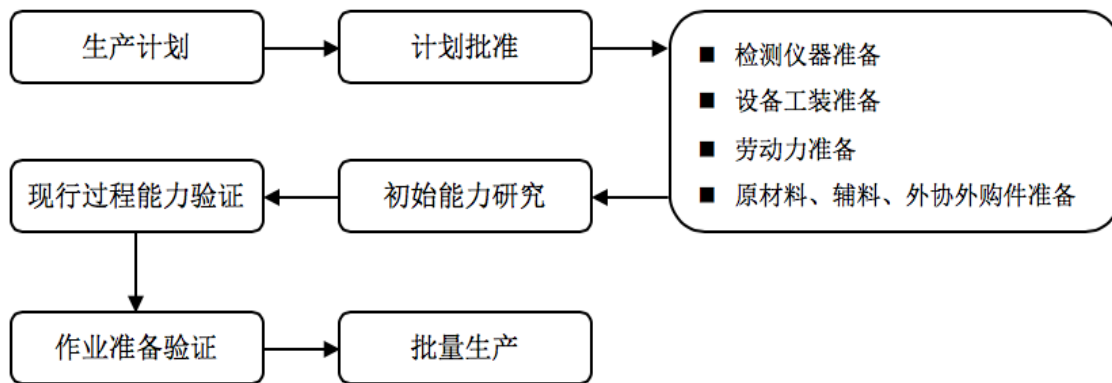 生产计划
计划批准
■ 检测仪器准备
■ 设备工装准备
■ 劳动力准备
■ 原材料、辅料、外协外购件准备
现行过程能力验证
初始能力研究
作业准备验证
批量生产